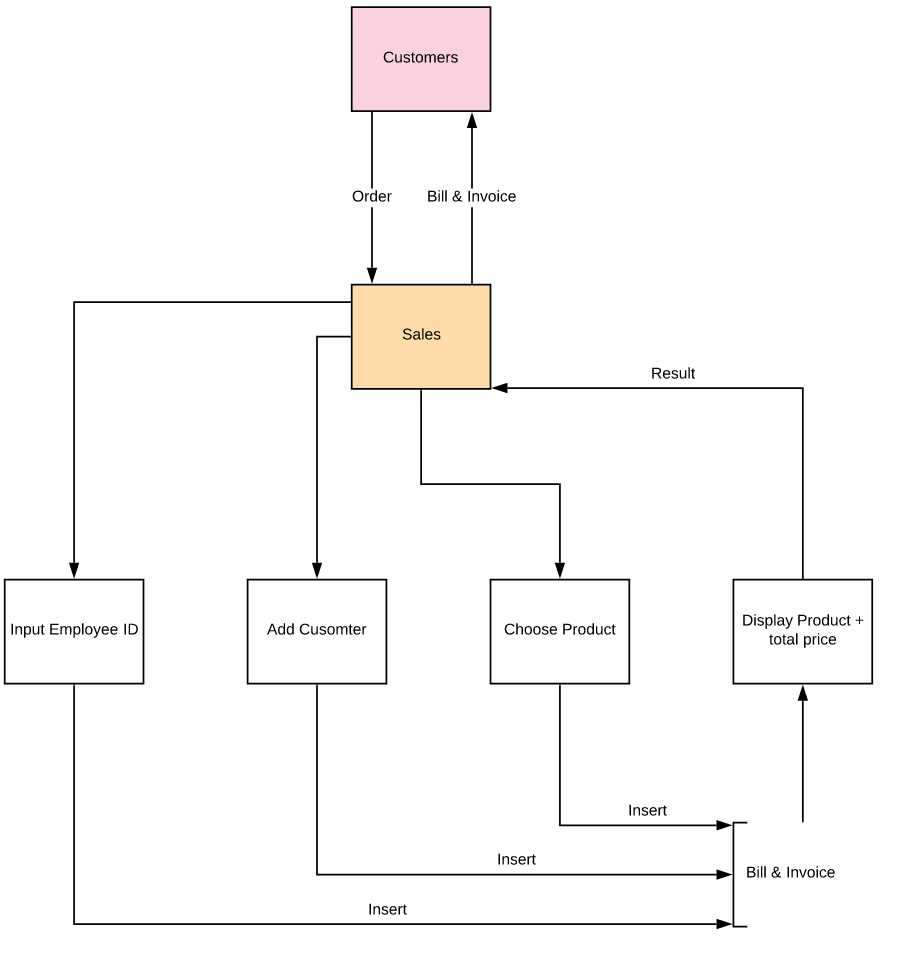 Customers
Order
Bill & Invoice
Sales
Result
Input Employee ID
Add Cusomter
Choose Product
Display Product +
total price
Insert
Insert
Bill & Invoice
Insert